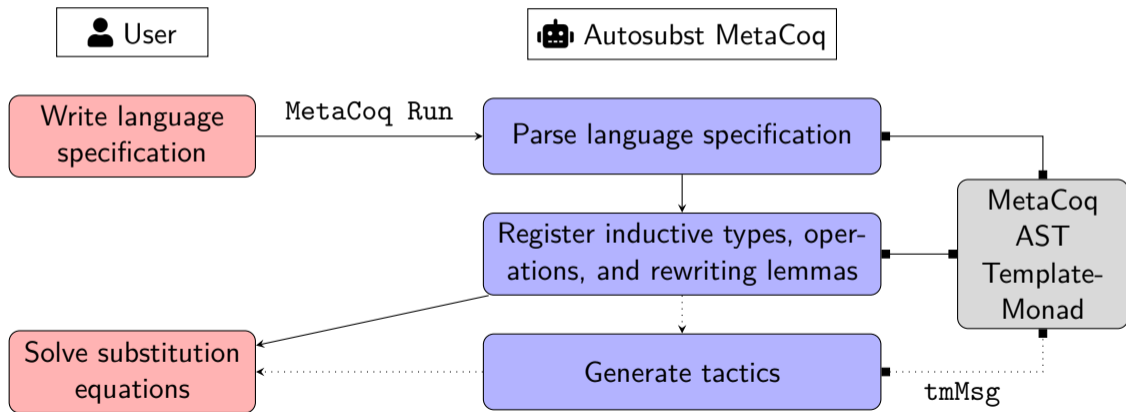 User
Autosubst MetaCoq
Write language
specification
MetaCoq Run
Parse language specification
MetaCoq
AST
Template-
Monad
Register inductive types, oper-
ations, and rewriting lemmas
Solve substitution
equations
Generate tactics
tmMsg